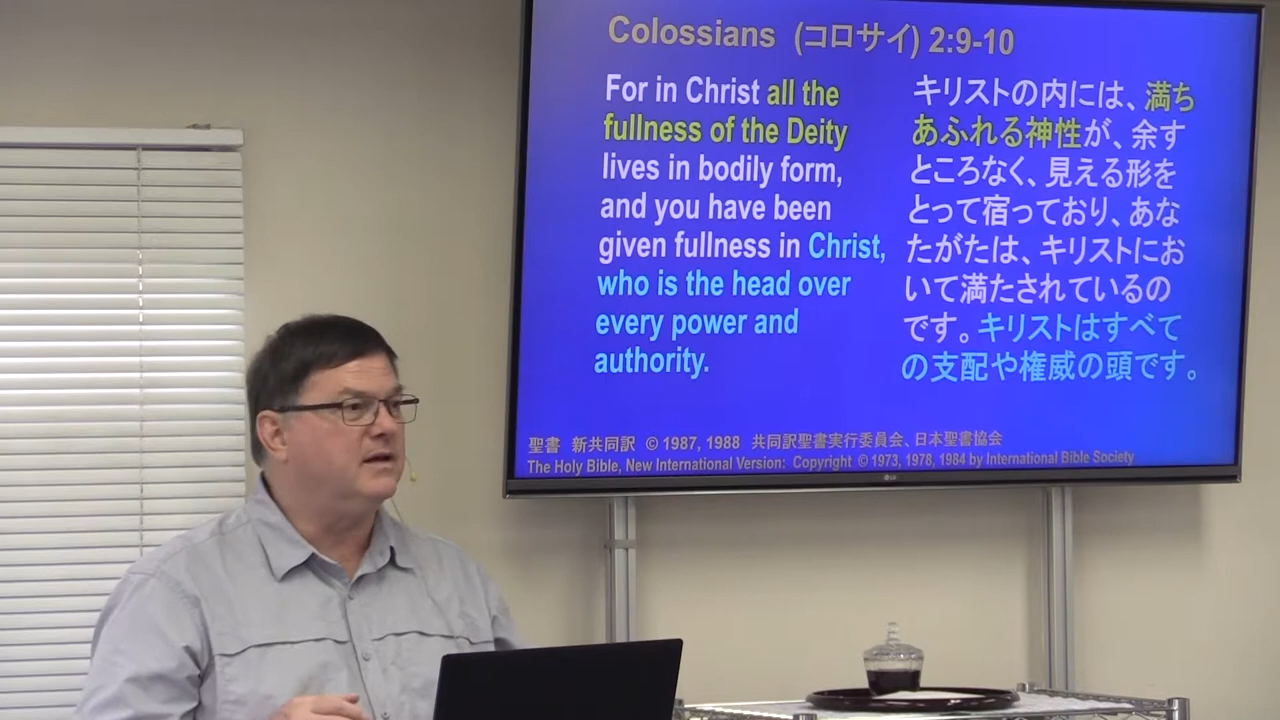 Colossians (コロサイ) 2:9-10
For in Christ all the
fullness of the Deity
lives in bodily form,
and you have been
given fullness in Christ,
who is the head over
every power and
authority.
キリストの内には、満ち
あふれる神性が、余す
ところなく、見える形を
とって宿っており、あな
たがたは、キリストにお
いて満たされているの
です。キリストはすべて
の支配や権威の頭です。
聖書 新共同訳 © 1987, 1988 共同訳聖書実行委員会、日本聖書協会
The Holy Bible, New International Version: Copyright © 1973, 1978, 1984 by International Bible Society
LG